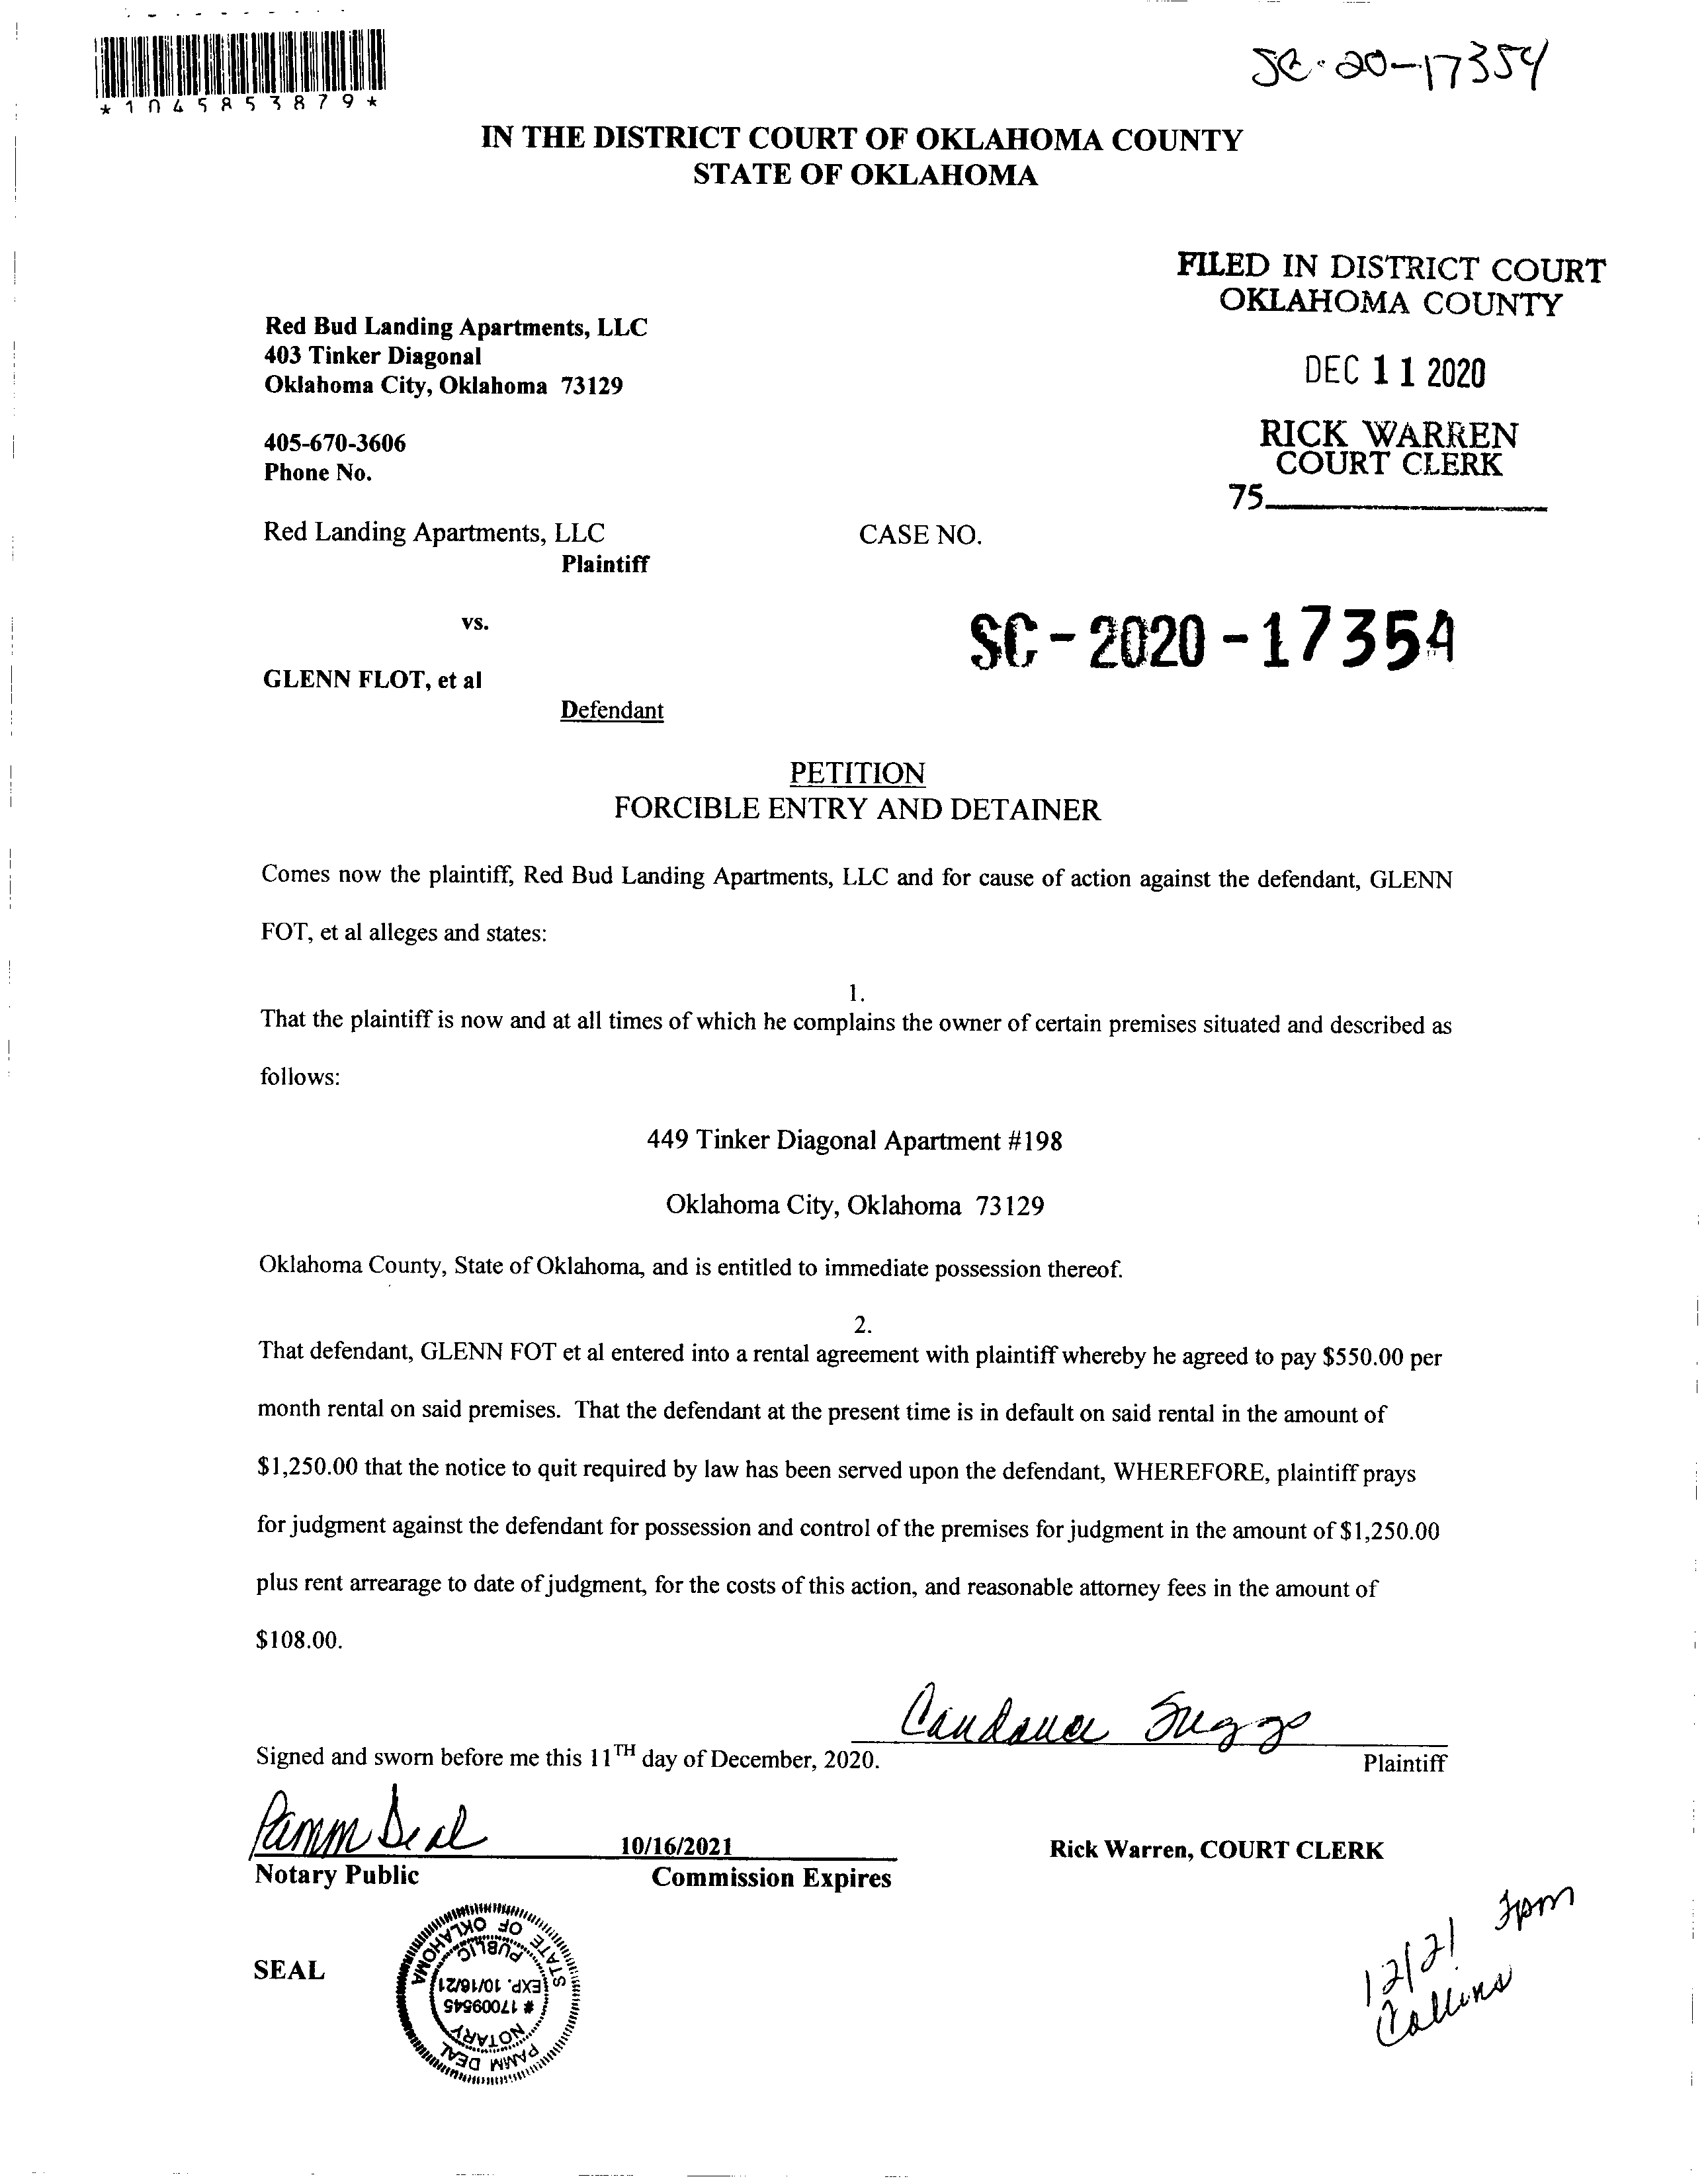 SC-20-17354
*1045853879*
IN THE DISTRICT COURT OF OKLAHOMA COUNTY
STATE OF OKLAHOMA
FILED IN DISTRICT COURT
OKLAHOMA COUNTY
DEC 11 2020
RICK WARREN
COURT CLERK
75
Red Bud Landing Apartments, LLC
403 Tinker Diagonal
Oklahoma City, Oklahoma 73129
405-670-3606
Phone No.
Red Landing Apartments, LLC
Plaintiff
CASE NO.
vs.
SC-2020-17354
GLENN FLOT, et al
Defendant
PETITION
FORCIBLE ENTRY AND DETAINER
Comes now the plaintiff, Red Bud Landing Apartments, LLC and for cause of action against the defendant, GLENN
FOT, et al alleges and states:
1.
That the plaintiff is now and at all times of which he complains the owner of certain premises situated and described as
follows:
449 Tinker Diagonal Apartment #198
Oklahoma City, Oklahoma 73129
Oklahoma County, State of Oklahoma, and is entitled to immediate possession thereof.
2.
That defendant, GLENN FOT et al entered into a rental agreement with plaintiff whereby he agreed to pay $550.00 per
month rental on said premises. That the defendant at the present time is in default on said rental in the amount of
$1,250.00 that the notice to quit required by law has been served upon the defendant, WHEREFORE, plaintiff prays
for judgment against the defendant for possession and control of the premises for judgment in the amount of $1,250.00
plus rent arrearage to date of judgment, for the costs of this action, and reasonable attorney fees in the amount of
$108.00.
Candance Suggs
Signed and sworn before me this 11TH day of December, 2020.
Plaintiff
Pamm Deal
10/16/2021
Rick Warren, COURT CLERK
Notary Public
Commission Expires
12/21 3pm
Collins
SEAL
PAMM DEAL
NOTARY
# 17009545
EXP. 10/16/21
PUBLIC
STATE OF OKLAHOMA